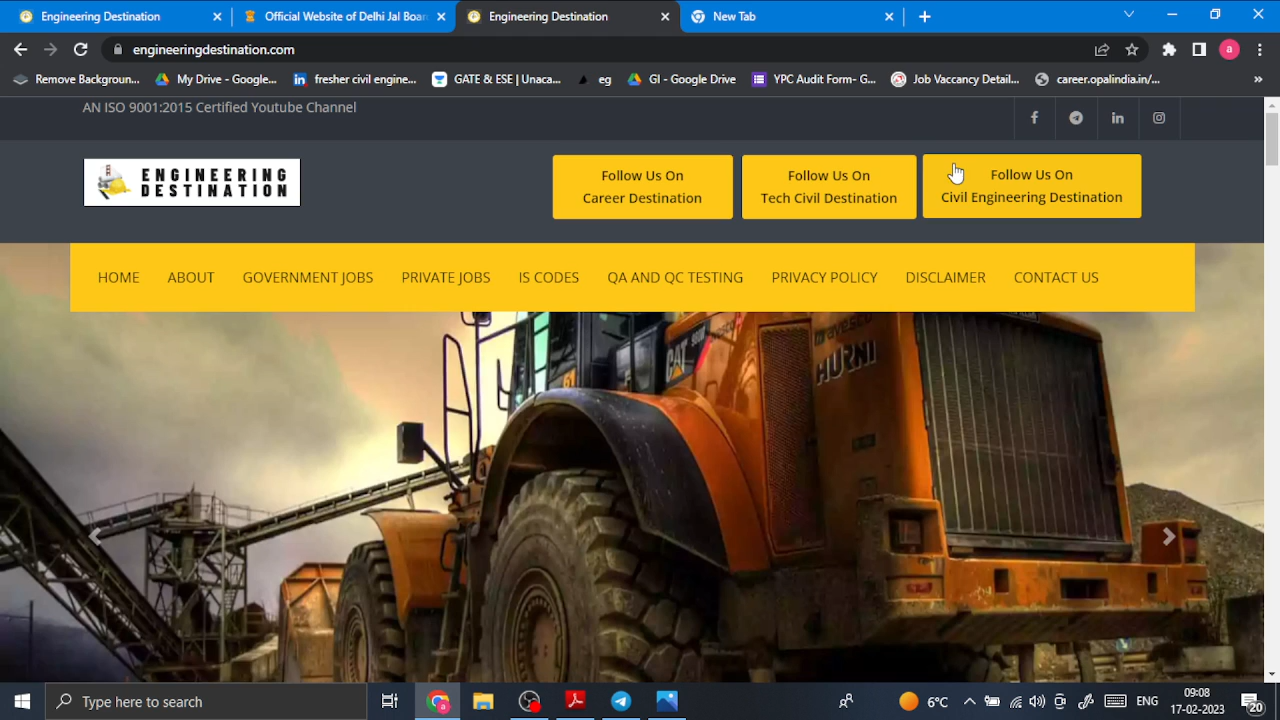 Engineering Destination
Official Website of Delhi Jal Boar
Engineering Destination
New Tab
engineeringdestination.com
a
Remove Backgroun...
My Drive - Google...
in
fresher civil engine...
GATE & ESE | Unaca...
eg
GI - Google Drive
YPC Audit Form- G...
Job Vaccancy Detail...
career.opalindia.in/...
»
AN ISO 9001:2015 Certified Youtube Channel
ENGINEERING
DESTINATION
Follow Us On
Career Destination
Follow Us On
Tech Civil Destination
Follow Us On
Civil Engineering Destination
HOME
ABOUT
GOVERNMENT JOBS
PRIVATE JOBS
IS CODES
QA AND QC TESTING
PRIVACY POLICY
DISCLAIMER
CONTACT US
CAT
HURNI
Type here to search
6°C
ENG
09:08
17-02-2023
20